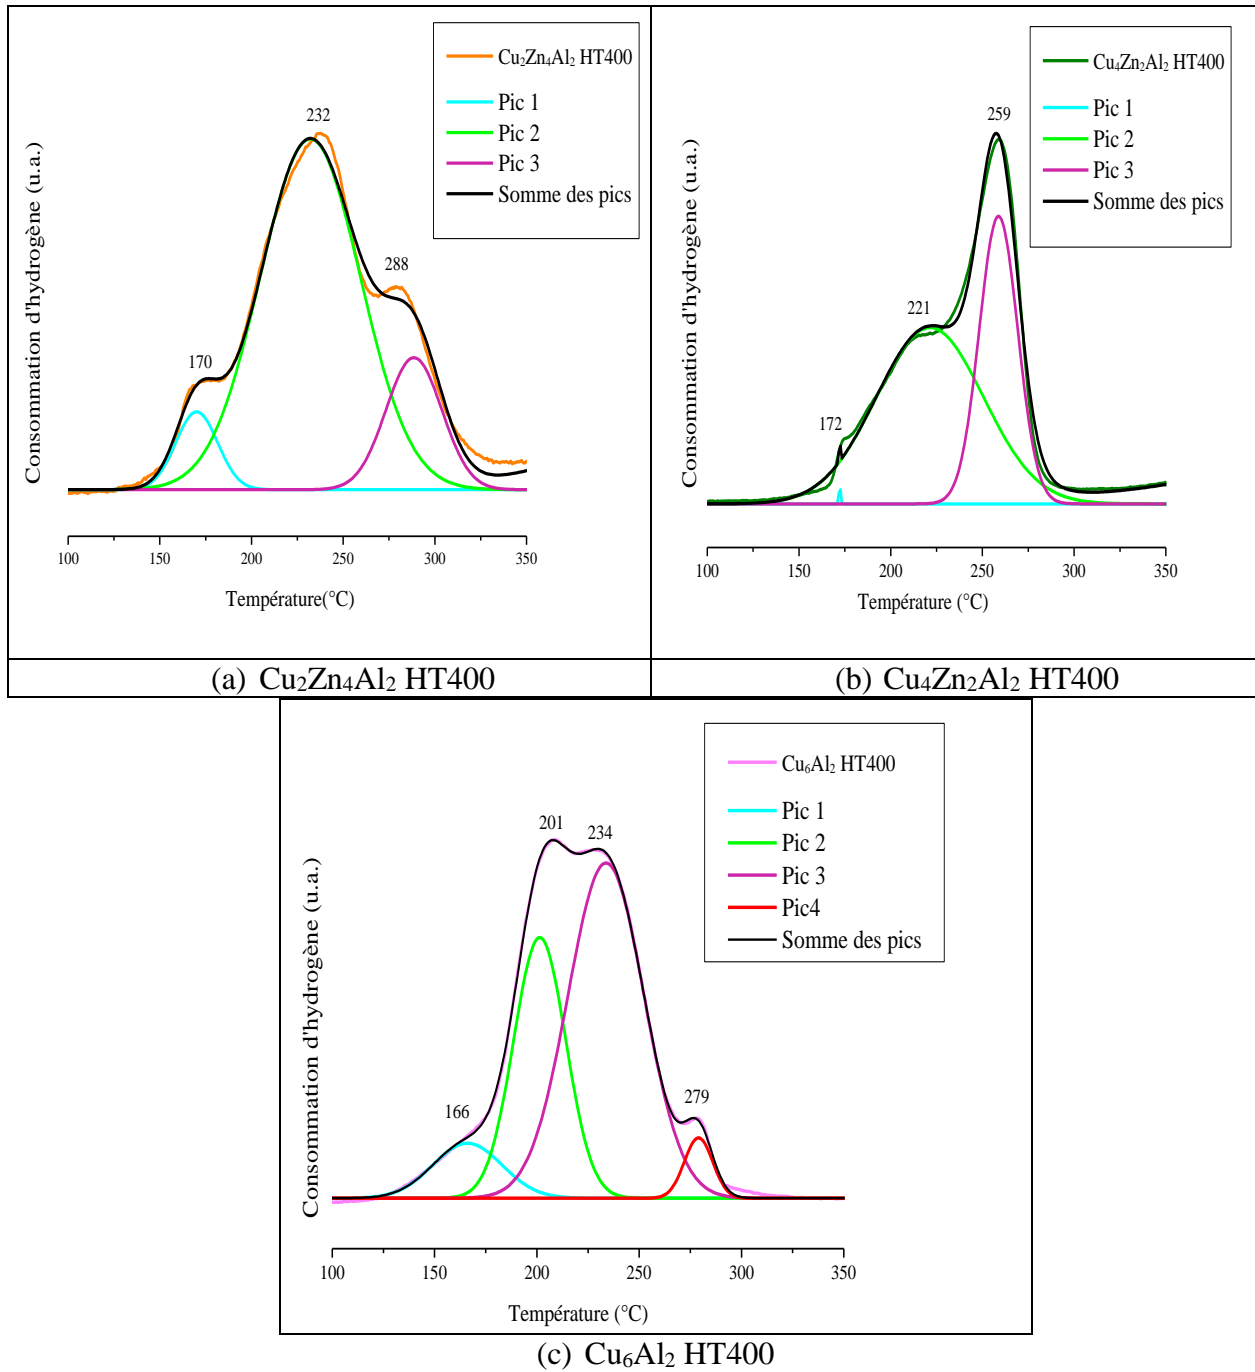 Consommation d'hydrogène (u.a.)
Cu₂Zn₄Al₂ HT400
Pic 1
Pic 2
Pic 3
Somme des pics
232
288
170
100 150 200 250 300 350
Température(°C)
(a) Cu₂Zn₄Al₂ HT400
Consommation d'hydrogène (u.a.)
Cu₄Zn₂Al₂ HT400
Pic 1
Pic 2
Pic 3
Somme des pics
259
221
172
100 150 200 250 300 350
Température (°C)
(b) Cu₄Zn₂Al₂ HT400
Consommation d'hydrogène (u.a.)
Cu₆Al₂ HT400
Pic 1
Pic 2
Pic 3
Pic4
Somme des pics
201
234
166
279
100 150 200 250 300 350
Température (°C)
(c) Cu₆Al₂ HT400